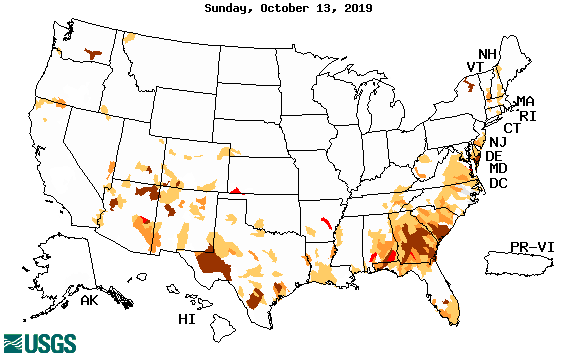 Sunday, October 13, 2019
NH
VT
MA
RI
CT
NJ
DE
MD
DC
PR-VI
AK
HI
USGS